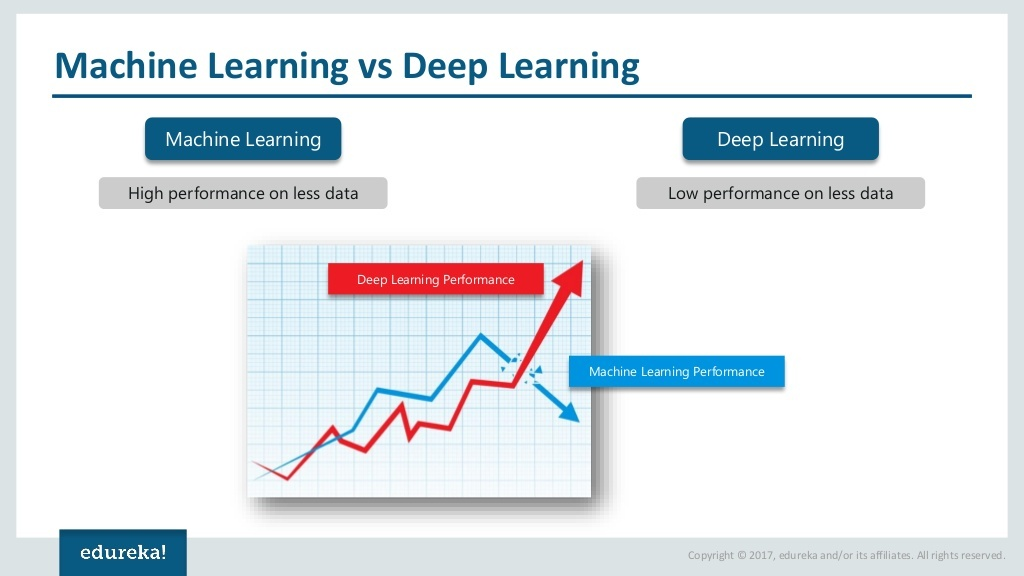 Machine Learning vs Deep Learning
Machine Learning
Deep Learning
High performance on less data
Low performance on less data
Deep Learning Performance
Machine Learning Performance
edureka!
Copyright © 2017, edureka and/or its affiliates. All rights reserved.